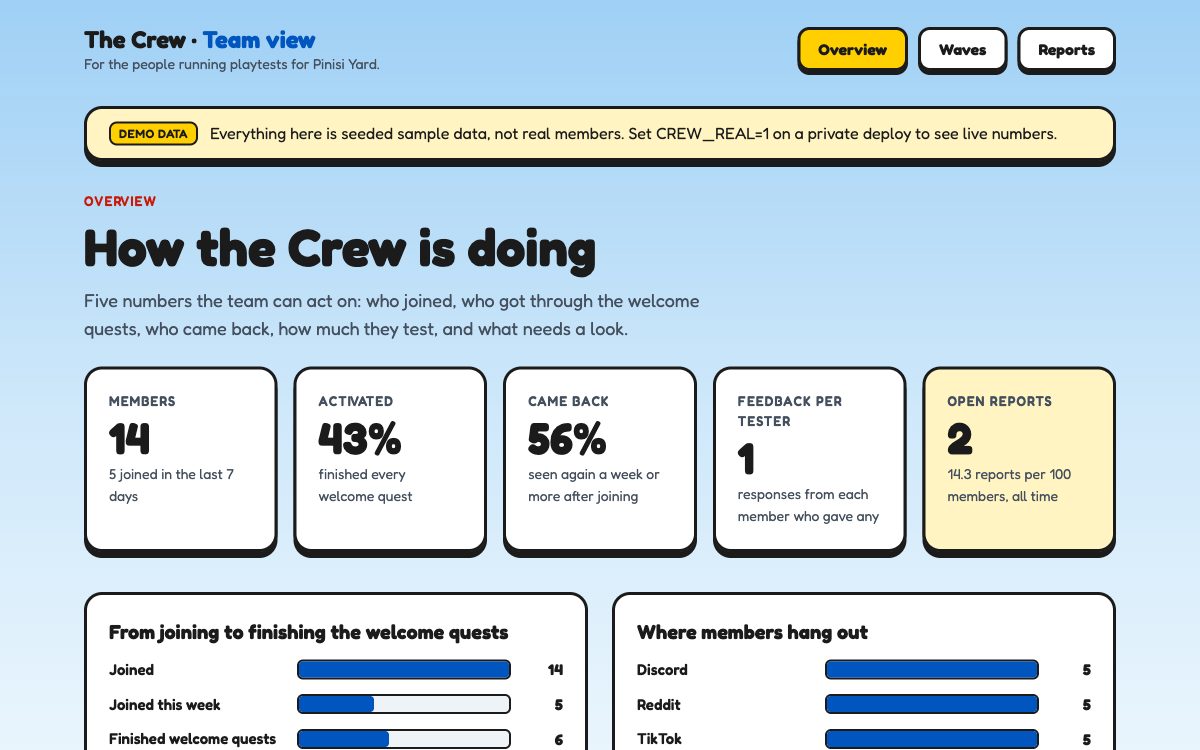 The Crew · Team view
For the people running playtests for Pinisi Yard.
Overview
Waves
Reports
DEMO DATA
Everything here is seeded sample data, not real members. Set CREW_REAL=1 on a private deploy to see live numbers.
OVERVIEW
How the Crew is doing
Five numbers the team can act on: who joined, who got through the welcome
quests, who came back, how much they test, and what needs a look.
MEMBERS
14
5 joined in the last 7
days
ACTIVATED
43%
finished every
welcome quest
CAME BACK
56%
seen again a week or
more after joining
FEEDBACK PER
TESTER
1
responses from each
member who gave any
OPEN REPORTS
2
14.3 reports per 100
members, all time
From joining to finishing the welcome quests
Joined 14
Joined this week 5
Finished welcome quests 6
Where members hang out
Discord 5
Reddit 5
TikTok 5